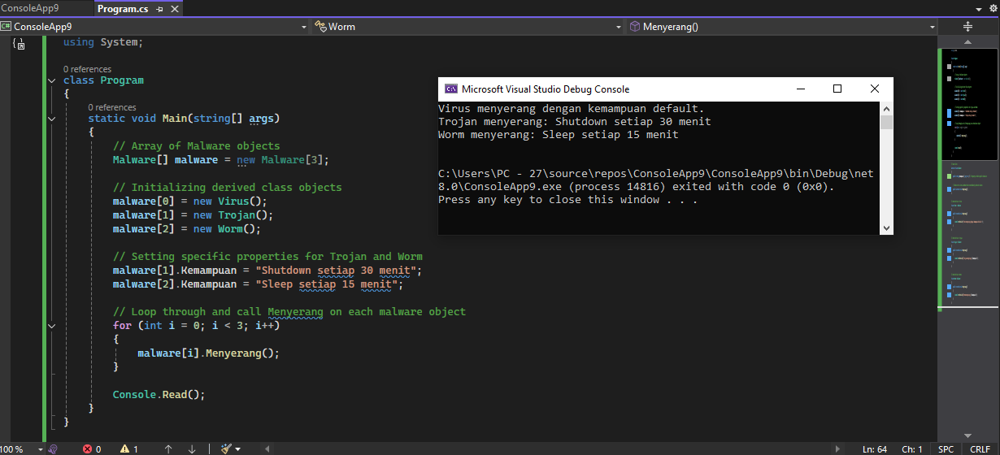 ConsoleApp9
Program.cs
C# ConsoleApp9
Worm
Menyerang()
using System;
0 references
class Program
{
0 references
static void Main(string[] args)
{
// Array of Malware objects
Malware[] malware = new Malware[3];
// Initializing derived class objects
malware[0] = new Virus();
malware[1] = new Trojan();
malware[2] = new Worm();
// Setting specific properties for Trojan and Worm
malware[1].Kemampuan = "Shutdown setiap 30 menit";
malware[2].Kemampuan = "Sleep setiap 15 menit";
// Loop through and call Menyerang on each malware object
for (int i = 0; i < 3; i++)
{
malware[i].Menyerang();
}
Console.Read();
}
}
C:\ Microsoft Visual Studio Debug Console
Virus menyerang dengan kemampuan default.
Trojan menyerang: Shutdown setiap 30 menit
Worm menyerang: Sleep setiap 15 menit
C:\Users\PC - 27\source\repos\ConsoleApp9\ConsoleApp9\bin\Debug\net
8.0\ConsoleApp9.exe (process 14816) exited with code 0 (0x0).
Press any key to close this window . . .
100 %
0
1
Ln: 64
Ch: 1
SPC
CRLF